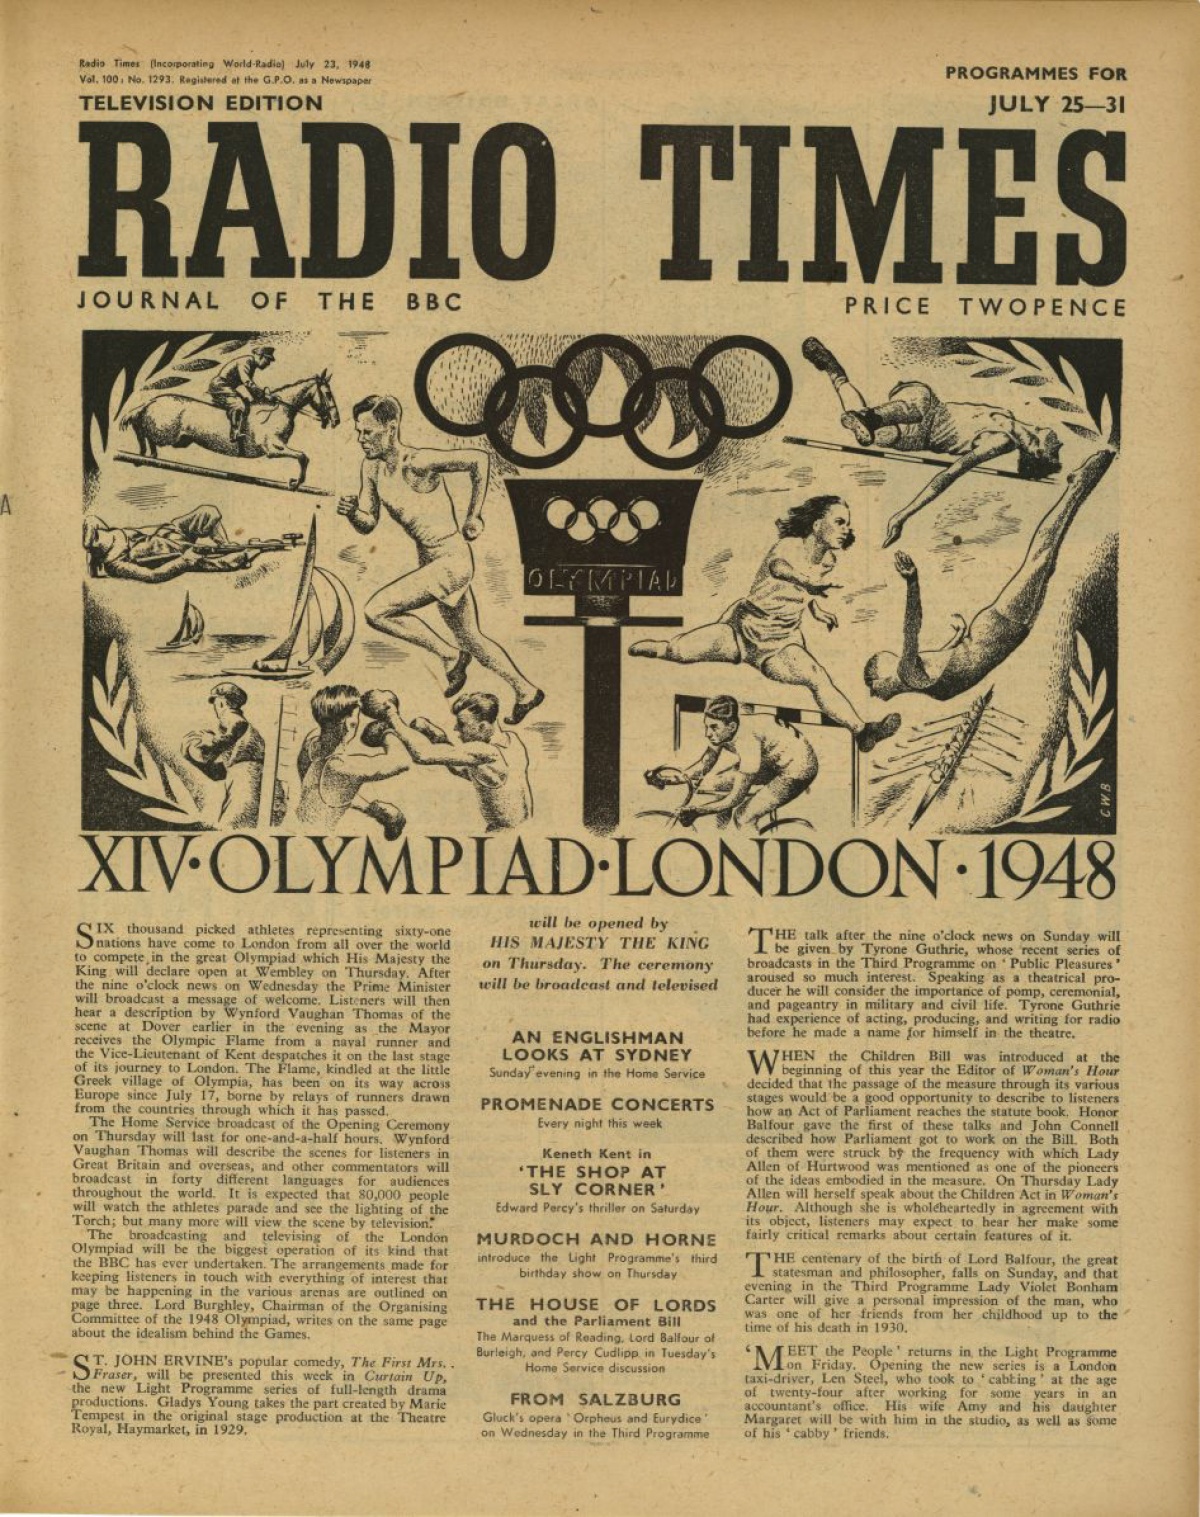 Radio Times (Incorporating World-Radio) July 23, 1948
Vol. 100: No. 1293. Registered at the G.P.O. as a Newspaper
TELEVISION EDITION
PROGRAMMES FOR
JULY 25—31
RADIO TIMES
JOURNAL OF THE BBC
PRICE TWOPENCE
OLYMPIAD
CWB
XIV·OLYMPIAD·LONDON·1948
SIX thousand picked athletes representing sixty-one
nations have come to London from all over the world
to compete in the great Olympiad which His Majesty the
King will declare open at Wembley on Thursday. After
the nine o'clock news on Wednesday the Prime Minister
will broadcast a message of welcome. Listeners will then
hear a description by Wynford Vaughan Thomas of the
scene at Dover earlier in the evening as the Mayor
receives the Olympic Flame from a naval runner and
the Vice-Lieutenant of Kent despatches it on the last stage
of its journey to London. The Flame, kindled at the little
Greek village of Olympia, has been on its way across
Europe since July 17, borne by relays of runners drawn
from the countries through which it has passed.
The Home Service broadcast of the Opening Ceremony
on Thursday will last for one-and-a-half hours. Wynford
Vaughan Thomas will describe the scenes for listeners in
Great Britain and overseas, and other commentators will
broadcast in forty different languages for audiences
throughout the world. It is expected that 80,000 people
will watch the athletes parade and see the lighting of the
Torch; but many more will view the scene by television.
The broadcasting and televising of the London
Olympiad will be the biggest operation of its kind that
the BBC has ever undertaken. The arrangements made for
keeping listeners in touch with everything of interest that
may be happening in the various arenas are outlined on
page three. Lord Burghley, Chairman of the Organising
Committee of the 1948 Olympiad, writes on the same page
about the idealism behind the Games.
ST. JOHN ERVINE's popular comedy, The First Mrs.
Fraser, will be presented this week in Curtain Up,
the new Light Programme series of full-length drama
productions. Gladys Young takes the part created by Marie
Tempest in the original stage production at the Theatre
Royal, Haymarket, in 1929.
will be opened by
HIS MAJESTY THE KING
on Thursday. The ceremony
will be broadcast and televised
AN ENGLISHMAN
LOOKS AT SYDNEY
Sunday evening in the Home Service
PROMENADE CONCERTS
Every night this week
Keneth Kent in
'THE SHOP AT
SLY CORNER'
Edward Percy's thriller on Saturday
MURDOCH AND HORNE
introduce the Light Programme's third
birthday show on Thursday
THE HOUSE OF LORDS
and the Parliament Bill
The Marquess of Reading, Lord Balfour of
Burleigh, and Percy Cudlipp in Tuesday's
Home Service discussion
FROM SALZBURG
Gluck's opera 'Orpheus and Eurydice'
on Wednesday in the Third Programme
THE talk after the nine o'clock news on Sunday will
be given by Tyrone Guthrie, whose recent series of
broadcasts in the Third Programme on 'Public Pleasures'
aroused so much interest. Speaking as a theatrical pro-
ducer he will consider the importance of pomp, ceremonial,
and pageantry in military and civil life. Tyrone Guthrie
had experience of acting, producing, and writing for radio
before he made a name for himself in the theatre.
WHEN the Children Bill was introduced at the
beginning of this year the Editor of Woman's Hour
decided that the passage of the measure through its various
stages would be a good opportunity to describe to listeners
how an Act of Parliament reaches the statute book. Honor
Balfour gave the first of these talks and John Connell
described how Parliament got to work on the Bill. Both
of them were struck by the frequency with which Lady
Allen of Hurtwood was mentioned as one of the pioneers
of the ideas embodied in the measure. On Thursday Lady
Allen will herself speak about the Children Act in Woman's
Hour. Although she is wholeheartedly in agreement with
its object, listeners may expect to hear her make some
fairly critical remarks about certain features of it.
THE centenary of the birth of Lord Balfour, the great
statesman and philosopher, falls on Sunday, and that
evening in the Third Programme Lady Violet Bonham
Carter will give a personal impression of the man, who
was one of her friends from her childhood up to the
time of his death in 1930.
'MEET the People' returns in the Light Programme
on Friday. Opening the new series is a London
taxi-driver, Len Steel, who took to 'cabbing' at the age
of twenty-four after working for some years in an
accountant's office. His wife Amy and his daughter
Margaret will be with him in the studio, as well as some
of his 'cabby' friends.